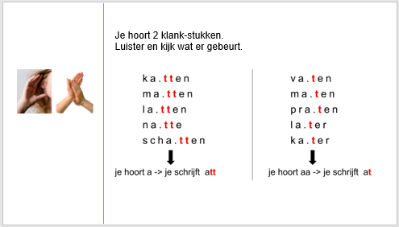 Je hoort 2 klank-stukken.
Luister en kijk wat er gebeurt.
ka.tten
ma.tten
la.tten
na.tte
scha.tten
je hoort a -> je schrijft att
va.ten
ma.ten
pra.ten
la.ter
ka.ter
je hoort aa -> je schrijft at